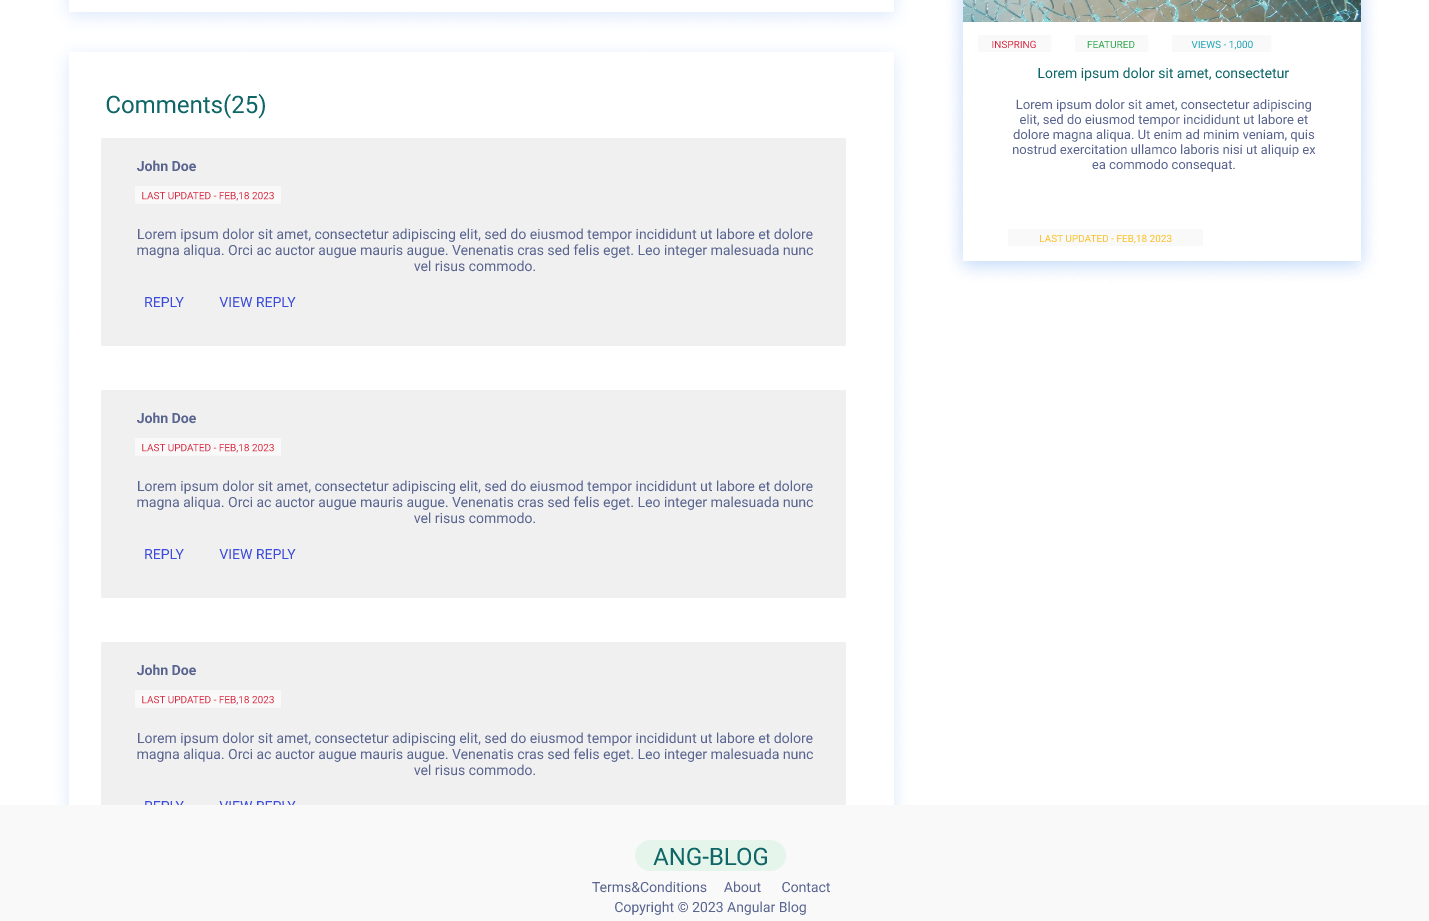 Comments(25)
John Doe
LAST UPDATED - FEB,18 2023
Lorem ipsum dolor sit amet, consectetur adipiscing elit, sed do eiusmod tempor incididunt ut labore et dolore
magna aliqua. Orci ac auctor augue mauris augue. Venenatis cras sed felis eget. Leo integer malesuada nunc
vel risus commodo.
REPLY VIEW REPLY
John Doe
LAST UPDATED - FEB,18 2023
Lorem ipsum dolor sit amet, consectetur adipiscing elit, sed do eiusmod tempor incididunt ut labore et dolore
magna aliqua. Orci ac auctor augue mauris augue. Venenatis cras sed felis eget. Leo integer malesuada nunc
vel risus commodo.
REPLY VIEW REPLY
John Doe
LAST UPDATED - FEB,18 2023
Lorem ipsum dolor sit amet, consectetur adipiscing elit, sed do eiusmod tempor incididunt ut labore et dolore
magna aliqua. Orci ac auctor augue mauris augue. Venenatis cras sed felis eget. Leo integer malesuada nunc
vel risus commodo.
REPLY VIEW REPLY
INSPRING FEATURED VIEWS - 1,000
Lorem ipsum dolor sit amet, consectetur
Lorem ipsum dolor sit amet, consectetur adipiscing
elit, sed do eiusmod tempor incididunt ut labore et
dolore magna aliqua. Ut enim ad minim veniam, quis
nostrud exercitation ullamco laboris nisi ut aliquip ex
ea commodo consequat.
LAST UPDATED - FEB,18 2023
ANG-BLOG
Terms&Conditions About Contact
Copyright © 2023 Angular Blog